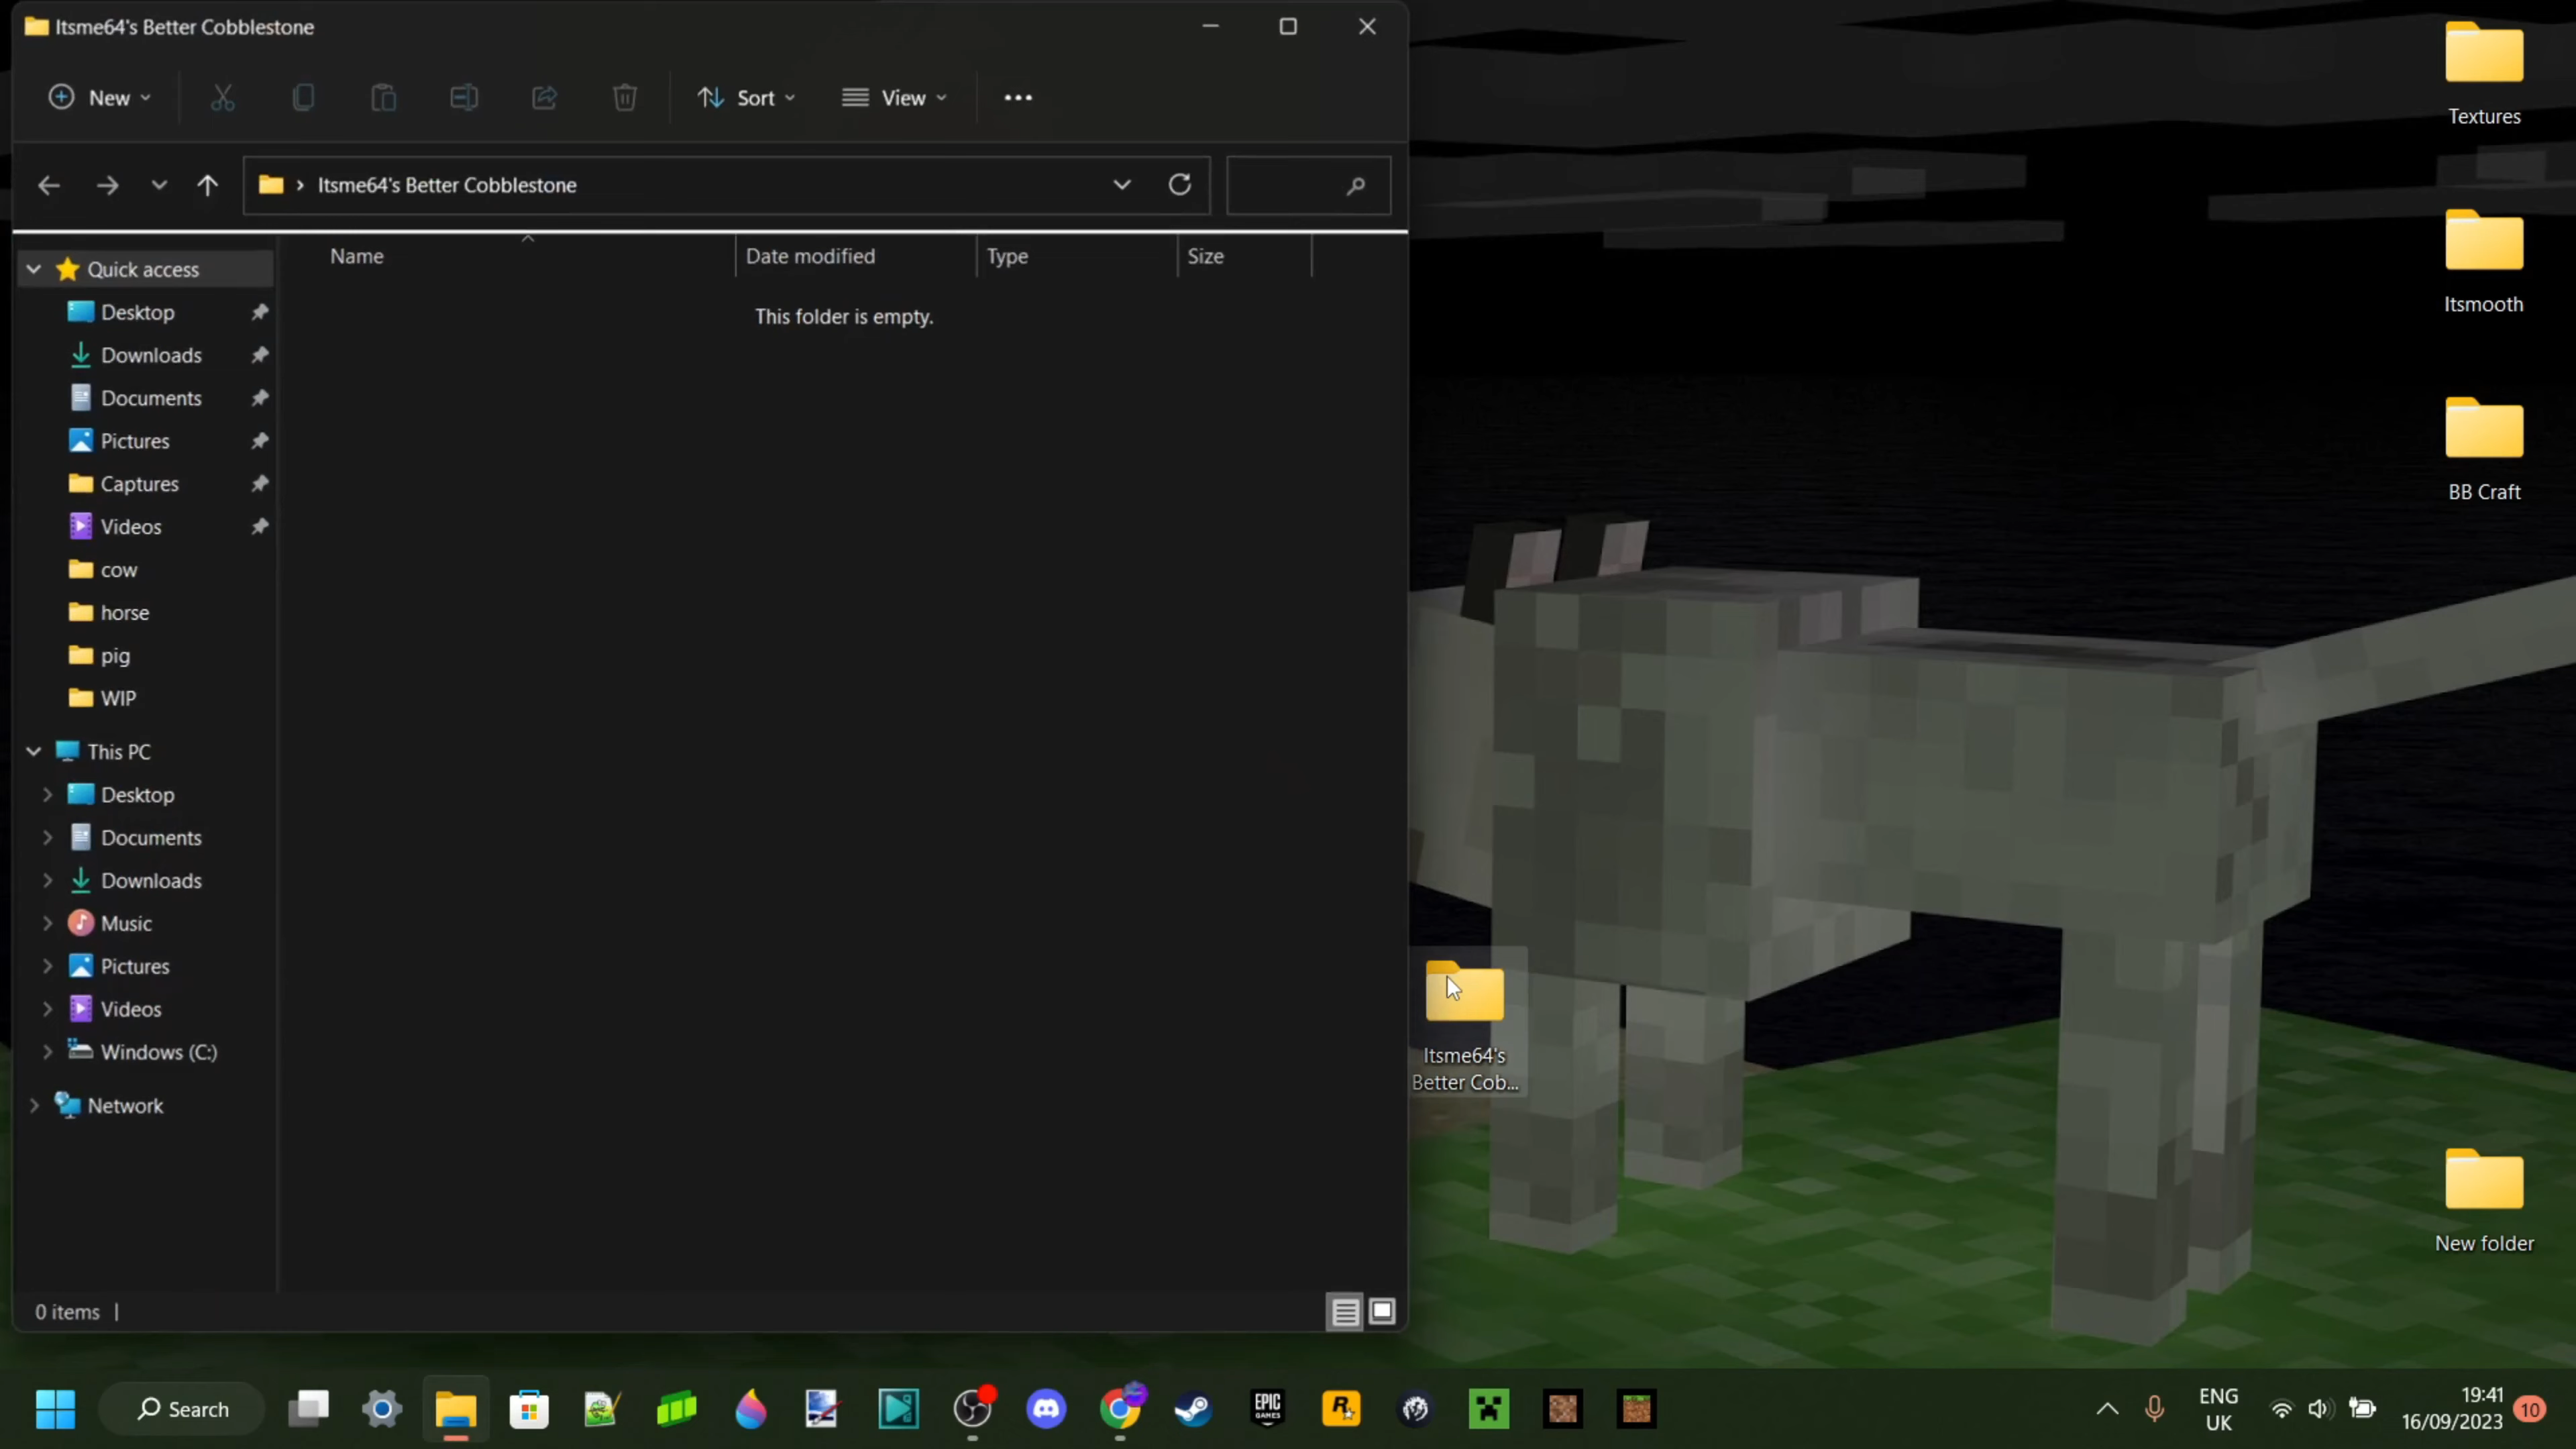 Itsme64's Better Cobblestone
New
Sort
View
Itsme64's Better Cobblestone
Name
Date modified
Type
Size
This folder is empty.
Quick access
Desktop
Downloads
Documents
Pictures
Captures
Videos
cow
horse
pig
WIP
This PC
Desktop
Documents
Downloads
Music
Pictures
Videos
Windows (C:)
Network
0 items
Textures
Itsmooth
BB Craft
Itsme64's
Better Cob...
New folder
Search
EPIC
GAMES
R
ENG
UK
19:41
16/09/2023
10